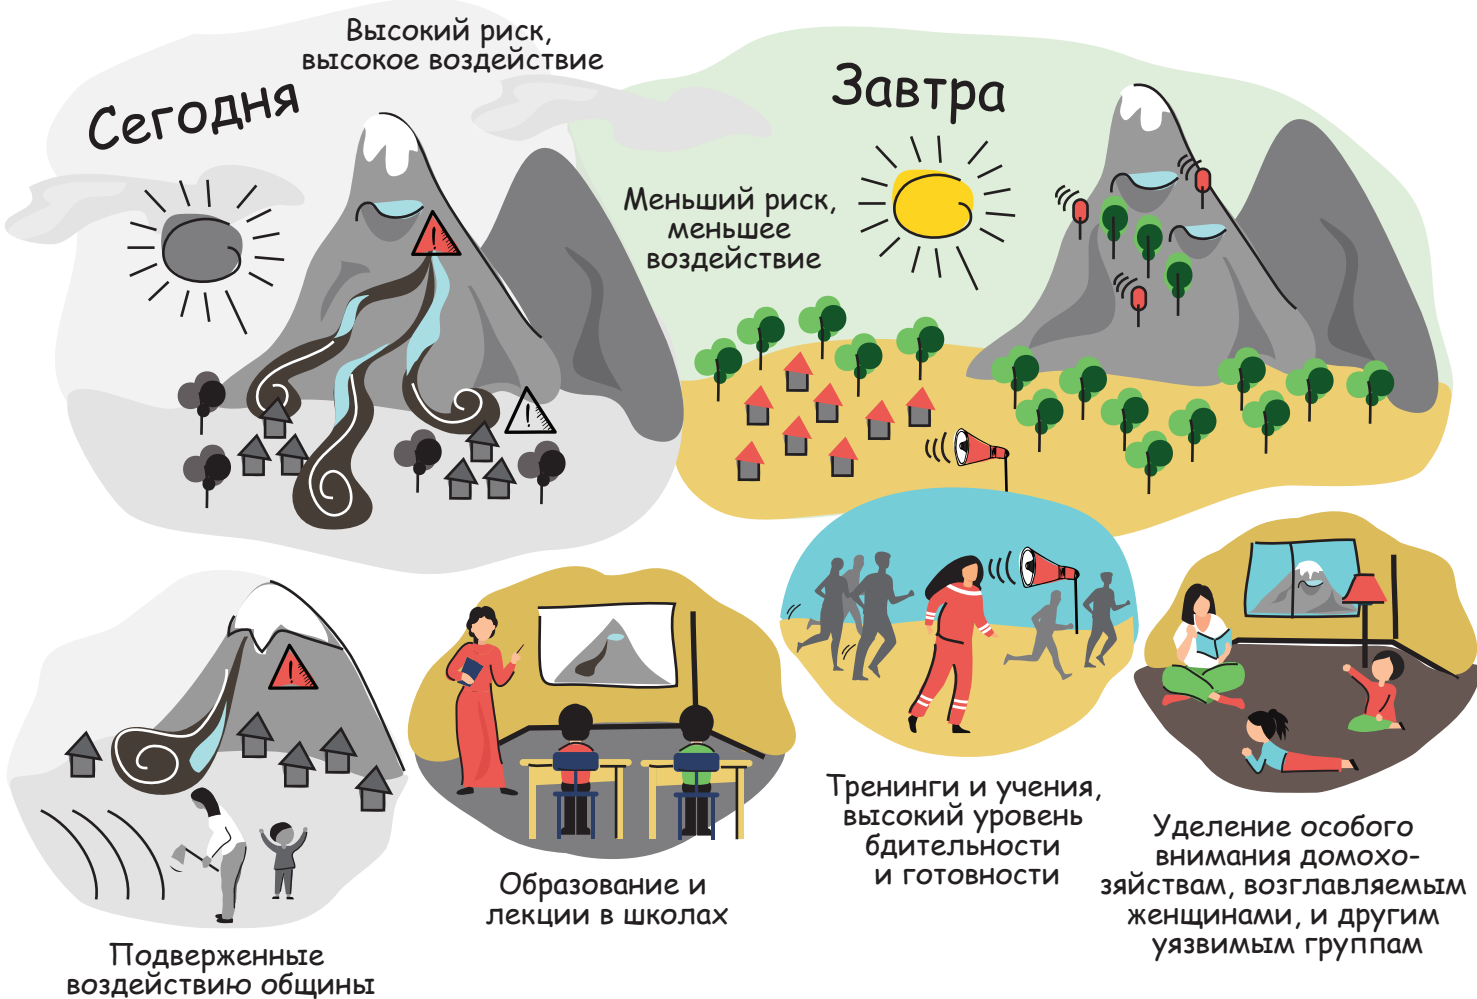 Высокий риск,
высокое воздействие
Сегодня
Завтра
Меньший риск,
меньшее
воздействие
Подверженные
воздействию общины
Образование и
лекции в школах
Тренинги и учения,
высокий уровень
бдительности
и готовности
Уделение особого
внимания домохо-
зяйствам, возглавляемым
женщинами, и другим
уязвимым группам